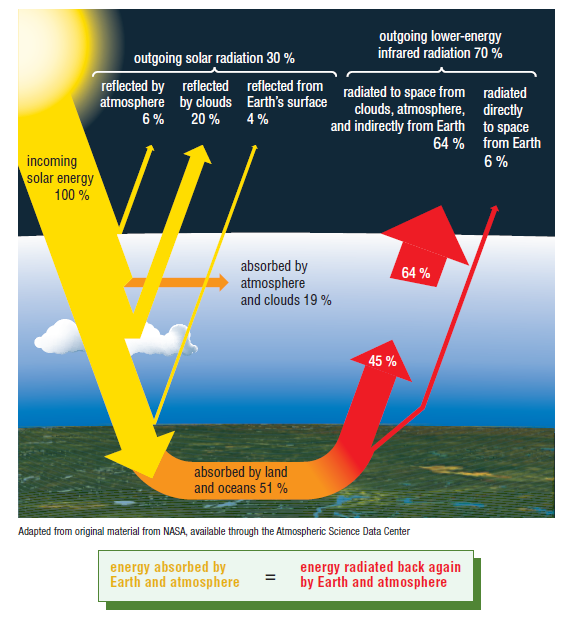 outgoing solar radiation 30 %
outgoing lower-energy
infrared radiation 70 %
reflected by
atmosphere
6 %
reflected
by clouds
20 %
reflected from
Earth's surface
4 %
radiated to space from
clouds, atmosphere,
and indirectly from Earth
64 %
radiated
directly
to space
from Earth
6 %
incoming
solar energy
100 %
absorbed by
atmosphere
and clouds 19 %
64 %
45 %
absorbed by land
and oceans 51 %
Adapted from original material from NASA, available through the Atmospheric Science Data Center
energy absorbed by
Earth and atmosphere
=
energy radiated back again
by Earth and atmosphere